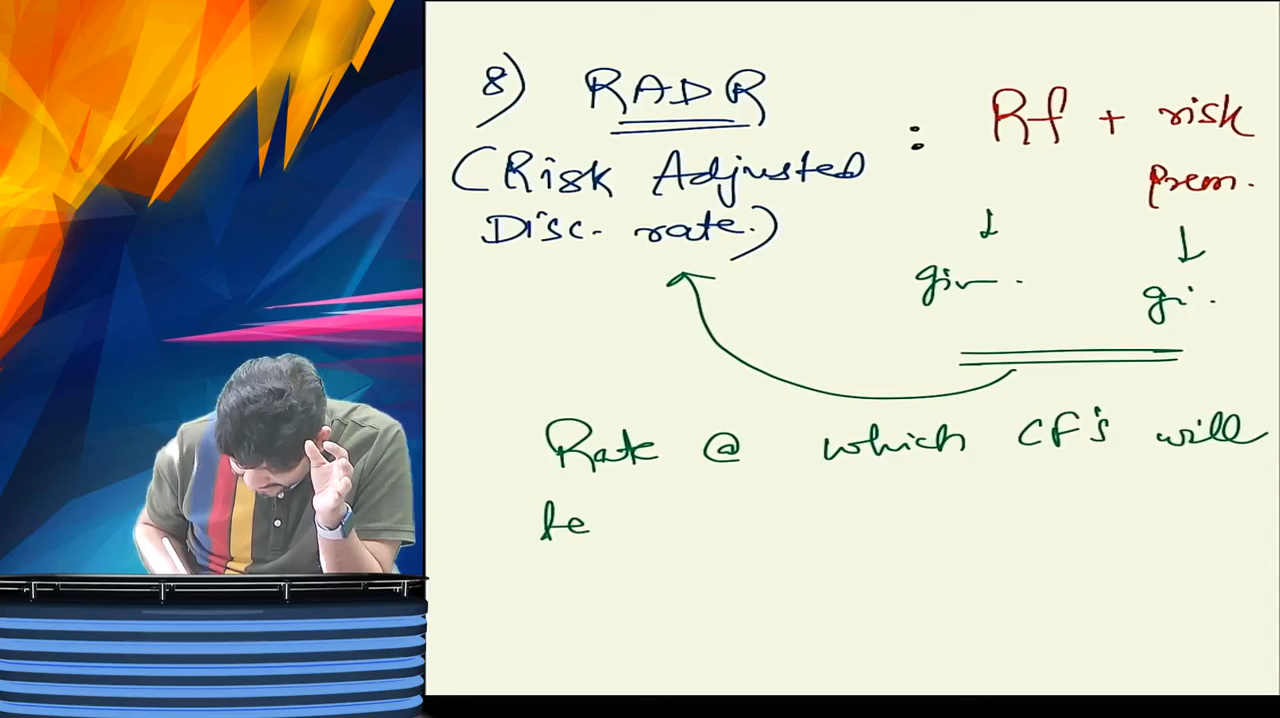 8) RADR
(Risk Adjusted
Disc. rate.)
: Rf + risk
prem.
↓ ↓
giv . gi .
Rate @ which CF's will
be